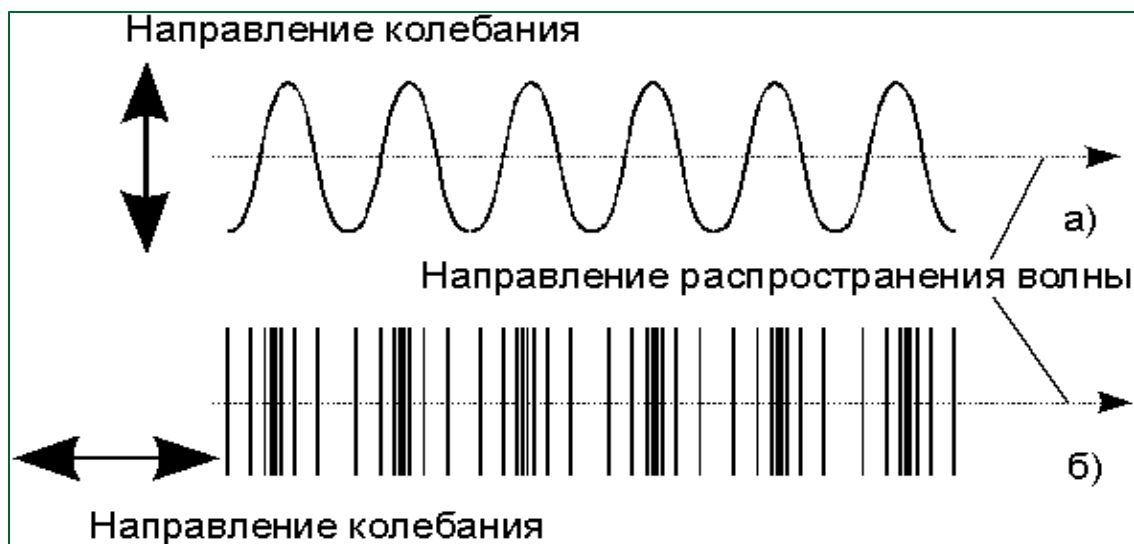 Направление колебания
а)
Направление распространения волны
б)
Направление колебания